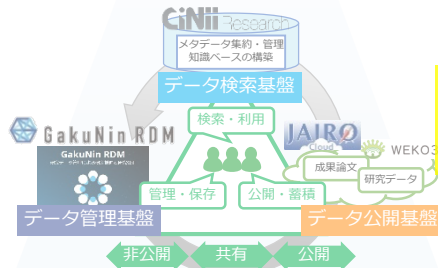 CiNii Research
メタデータ集約・管理
知識ベースの構築
データ検索基盤
検索・利用
GakuNin RDM
JAIRO
Cloud
WEKO3
GakuNin RDM
成果論文
研究データ
管理・保存
公開・蓄積
データ管理基盤
データ公開基盤
非公開
共有
公開